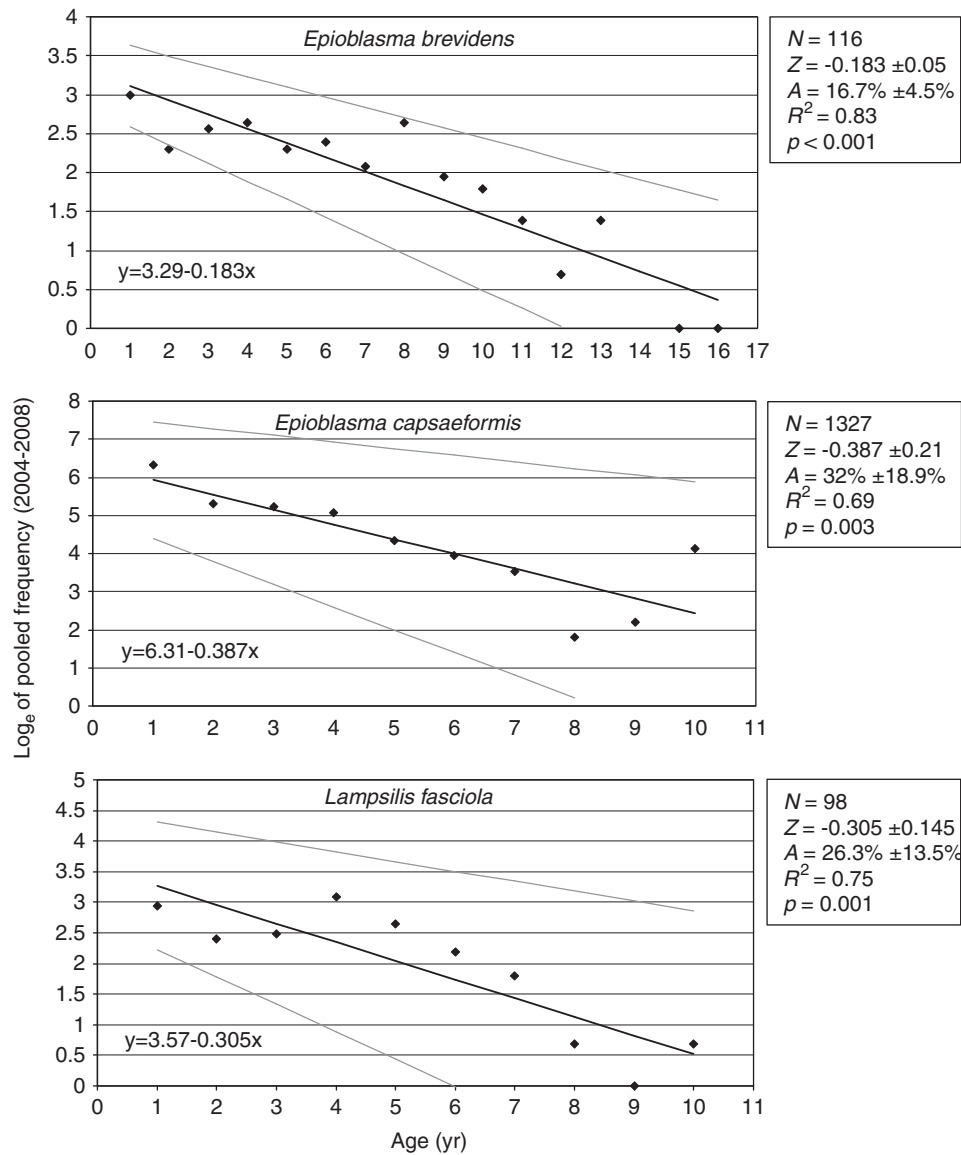 Epioblasma brevidens
4
3.5
3
2.5
2
1.5
1
0.5
0
y=3.29-0.183x
0 1 2 3 4 5 6 7 8 9 10 11 12 13 14 15 16 17
N = 116
Z = -0.183 ±0.05
A = 16.7% ±4.5%
R² = 0.83
p < 0.001
Log_e of pooled frequency (2004-2008)
Epioblasma capsaeformis
8
7
6
5
4
3
2
1
0
y=6.31-0.387x
0 1 2 3 4 5 6 7 8 9 10 11
N = 1327
Z = -0.387 ±0.21
A = 32% ±18.9%
R² = 0.69
p = 0.003
Lampsilis fasciola
5
4.5
4
3.5
3
2.5
2
1.5
1
0.5
0
y=3.57-0.305x
0 1 2 3 4 5 6 7 8 9 10 11
Age (yr)
N = 98
Z = -0.305 ±0.145
A = 26.3% ±13.5%
R² = 0.75
p = 0.001